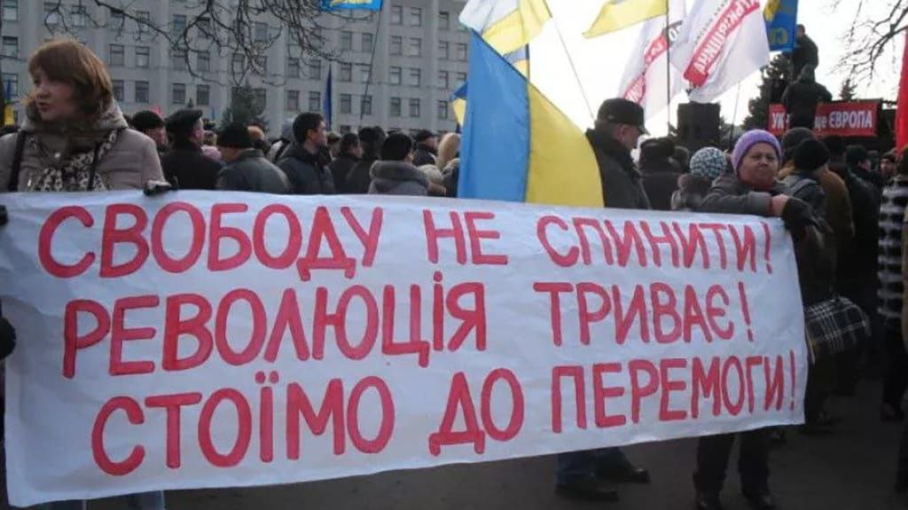 СВОБОДУ НЕ СПИНИТИ!
РЕВОЛЮЦІЯ ТРИВАЄ!
СТОЇМО ДО ПЕРЕМОГИ!
ЄВРОПА